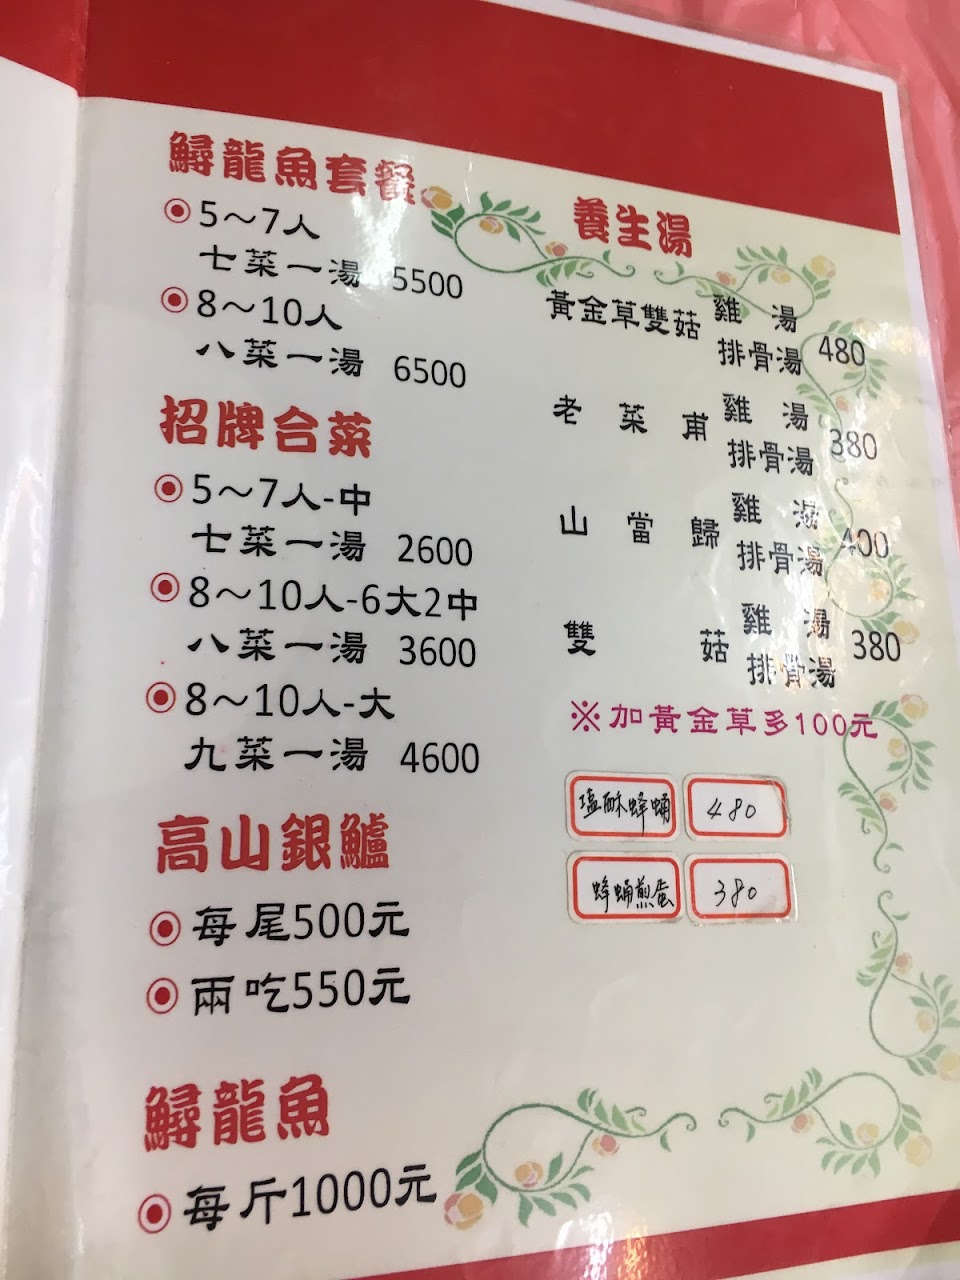 鱘龍魚套餐
5～7人
七菜一湯 5500
8～10人
八菜一湯 6500
招牌合菜
5～7人-中
七菜一湯 2600
8～10人-6大2中
八菜一湯 3600
8～10人-大
九菜一湯 4600
高山銀鱸
每尾500元
兩吃550元
鱘龍魚
每斤1000元
養生湯
黃金草雙菇 雞湯
排骨湯 480
老菜甫 雞湯
排骨湯 380
山當歸 雞湯
排骨湯 400
雙菇 雞湯
排骨湯 380
※加黃金草多100元
塩酥蜂蛹 480
蜂蛹煎蛋 380